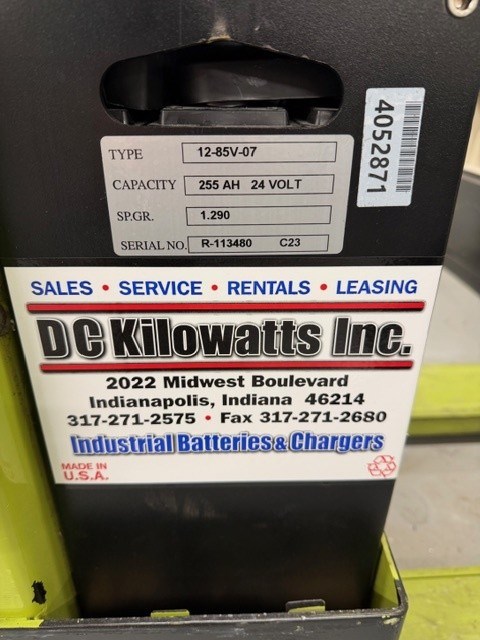 TYPE 12-85V-07
CAPACITY 255 AH 24 VOLT
SP.GR. 1.290
SERIAL NO. R-113480 C23
4052871
SALES • SERVICE • RENTALS • LEASING
DC Kilowatts Inc.
2022 Midwest Boulevard
Indianapolis, Indiana 46214
317-271-2575 • Fax 317-271-2680
Industrial Batteries & Chargers
MADE IN
U.S.A.